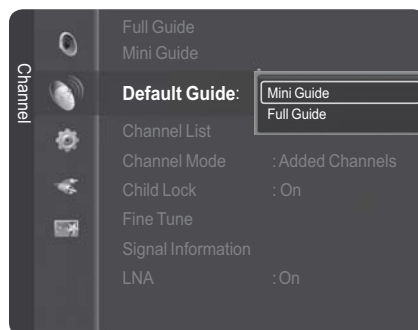 Channel
Full Guide
Mini Guide
Default Guide:
Mini Guide
Full Guide
Channel List
Channel Mode : Added Channels
Child Lock : On
Fine Tune
Signal Information
LNA : On